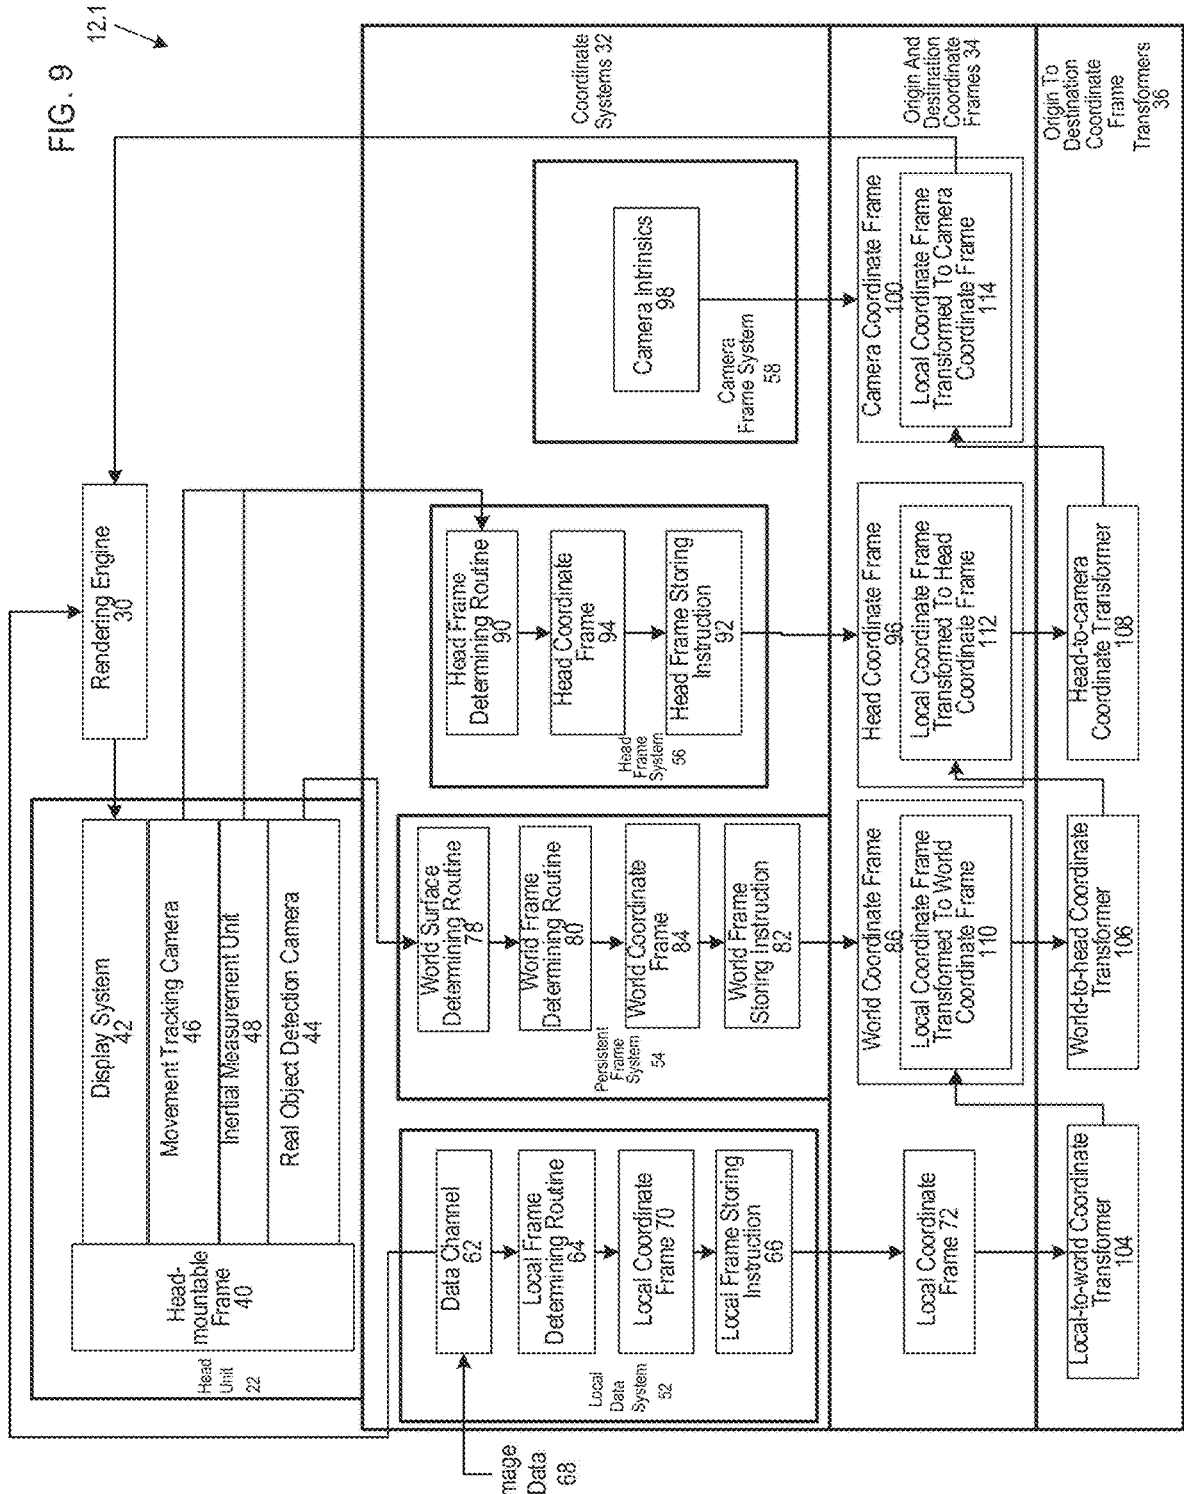 FIG. 9
12.1
Rendering Engine
30
Head
Unit
22
Head-
mountable
Frame
40
Display System
42
Movement Tracking Camera
46
Inertial Measurement Unit
48
Real Object Detection Camera
44
Coordinate
Systems 32
Image
Data
68
Local
Data
System
52
Data Channel
62
Local Frame
Determining Routine
64
Local Coordinate
Frame 70
Local Frame Storing
Instruction
66
Persistent
Frame
System
54
World Surface
Determining Routine
78
World Frame
Determining Routine
80
World Coordinate
Frame
84
World Frame
Storing Instruction
82
Head
Frame
System
56
Head Frame
Determining Routine
90
Head Coordinate
Frame
94
Head Frame Storing
Instruction
92
Camera
Frame System
58
Camera Intrinsics
98
Origin And
Destination
Coordinate
Frames 34
Local Coordinate
Frame 72
World Coordinate Frame
86
Local Coordinate Frame
Transformed To World
Coordinate Frame
110
Head Coordinate Frame
96
Local Coordinate Frame
Transformed To Head
Coordinate Frame
112
Camera Coordinate Frame
100
Local Coordinate Frame
Transformed To Camera
Coordinate Frame
114
Origin To
Destination
Coordinate
Frame
Transformers
36
Local-to-world Coordinate
Transformer
104
World-to-head Coordinate
Transformer
106
Head-to-camera
Coordinate Transformer
108